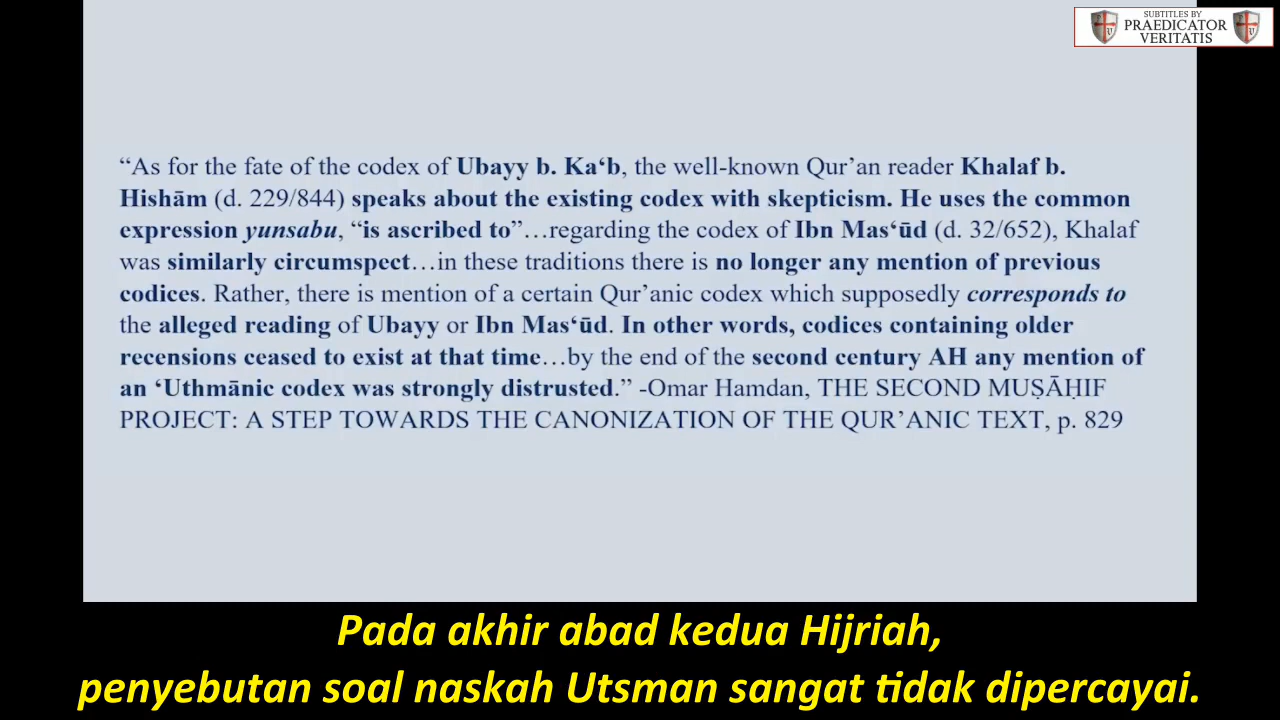 SUBTITLES BY
PRAEDICATOR
VERITATIS
“As for the fate of the codex of Ubayy b. Ka‘b, the well-known Qur’an reader Khalaf b.
Hishām (d. 229/844) speaks about the existing codex with skepticism. He uses the common
expression yunsabu, “is ascribed to”…regarding the codex of Ibn Mas‘ūd (d. 32/652), Khalaf
was similarly circumspect…in these traditions there is no longer any mention of previous
codices. Rather, there is mention of a certain Qur’anic codex which supposedly corresponds to
the alleged reading of Ubayy or Ibn Mas‘ūd. In other words, codices containing older
recensions ceased to exist at that time…by the end of the second century AH any mention of
an ‘Uthmānic codex was strongly distrusted.” -Omar Hamdan, THE SECOND MUṢĀḤIF
PROJECT: A STEP TOWARDS THE CANONIZATION OF THE QUR’ANIC TEXT, p. 829
Pada akhir abad kedua Hijriah,
penyebutan soal naskah Utsman sangat tidak dipercayai.